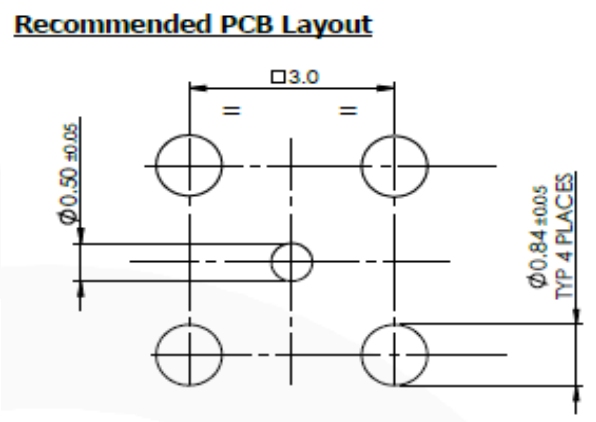 Recommended PCB Layout
□3.0
= =
Ø0.50 ±0.05
Ø0.84 ±0.05
TYP 4 PLACES